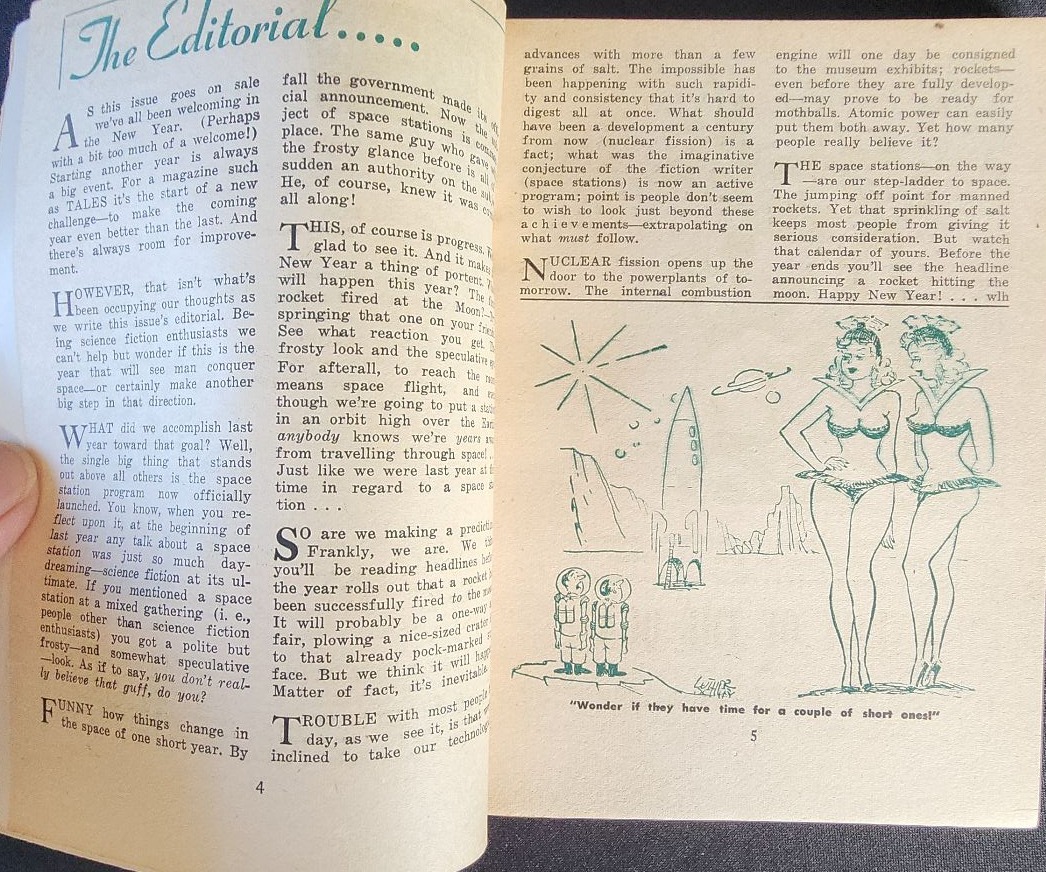 The Editorial.....
AS this issue goes on sale
we've all been welcoming in
the New Year. (Perhaps
with a bit too much of a welcome!)
Starting another year is always
a big event. For a magazine such
as TALES it's the start of a new
challenge—to make the coming
year even better than the last. And
there's always room for improve-
ment.
HOWEVER, that isn't what's
been occupying our thoughts as
we write this issue's editorial. Be-
ing science fiction enthusiasts we
can't help but wonder if this is the
year that will see man conquer
space—or certainly make another
big step in that direction.
WHAT did we accomplish last
year toward that goal? Well,
the single big thing that stands
out above all others is the space
station program now officially
launched. You know, when you re-
flect upon it, at the beginning of
last year any talk about a space
station was just so much day-
dreaming—science fiction at its ul-
timate. If you mentioned a space
station at a mixed gathering (i. e.,
people other than science fiction
enthusiasts) you got a polite but
frosty—and somewhat speculative
—look. As if to say, you don't real-
ly believe that guff, do you?
FUNNY how things change in
the space of one short year. By
fall the government made its
cial announcement. Now the
ject of space stations is
place. The same guy who gave
the frosty glance before is all of
sudden an authority on the
He, of course, knew it was
all along!
THIS, of course is progress.
glad to see it. And it makes
New Year a thing of portent.
will happen this year? The
rocket fired at the Moon?
springing that one on your
See what reaction you get.
frosty look and the speculative
For afterall, to reach the
means space flight, and
though we're going to put a
in an orbit high over the
anybody knows we're years
from travelling through space!
Just like we were last year at
time in regard to a space
tion . . .
SO are we making a
Frankly, we are. We
you'll be reading headlines
the year rolls out that a rocket
been successfully fired to the
It will probably be a one-way
fair, plowing a nice-sized crater
to that already pock-marked
face. But we think it will
Matter of fact, it's inevitable.
TROUBLE with most people
day, as we see it, is that
inclined to take our
4
advances with more than a few
grains of salt. The impossible has
been happening with such rapidi-
ty and consistency that it's hard to
digest all at once. What should
have been a development a century
from now (nuclear fission) is a
fact; what was the imaginative
conjecture of the fiction writer
(space stations) is now an active
program; point is people don't seem
to wish to look just beyond these
achievements—extrapolating on
what must follow.
NUCLEAR fission opens up the
door to the powerplants of to-
morrow. The internal combustion
engine will one day be consigned
to the museum exhibits; rockets—
even before they are fully develop-
ed—may prove to be ready for
mothballs. Atomic power can easily
put them both away. Yet how many
people really believe it?
THE space stations—on the way
—are our step-ladder to space.
The jumping off point for manned
rockets. Yet that sprinkling of salt
keeps most people from giving it
serious consideration. But watch
that calendar of yours. Before the
year ends you'll see the headline
announcing a rocket hitting the
moon. Happy New Year! . . . wlh
"Wonder if they have time for a couple of short ones!"
5